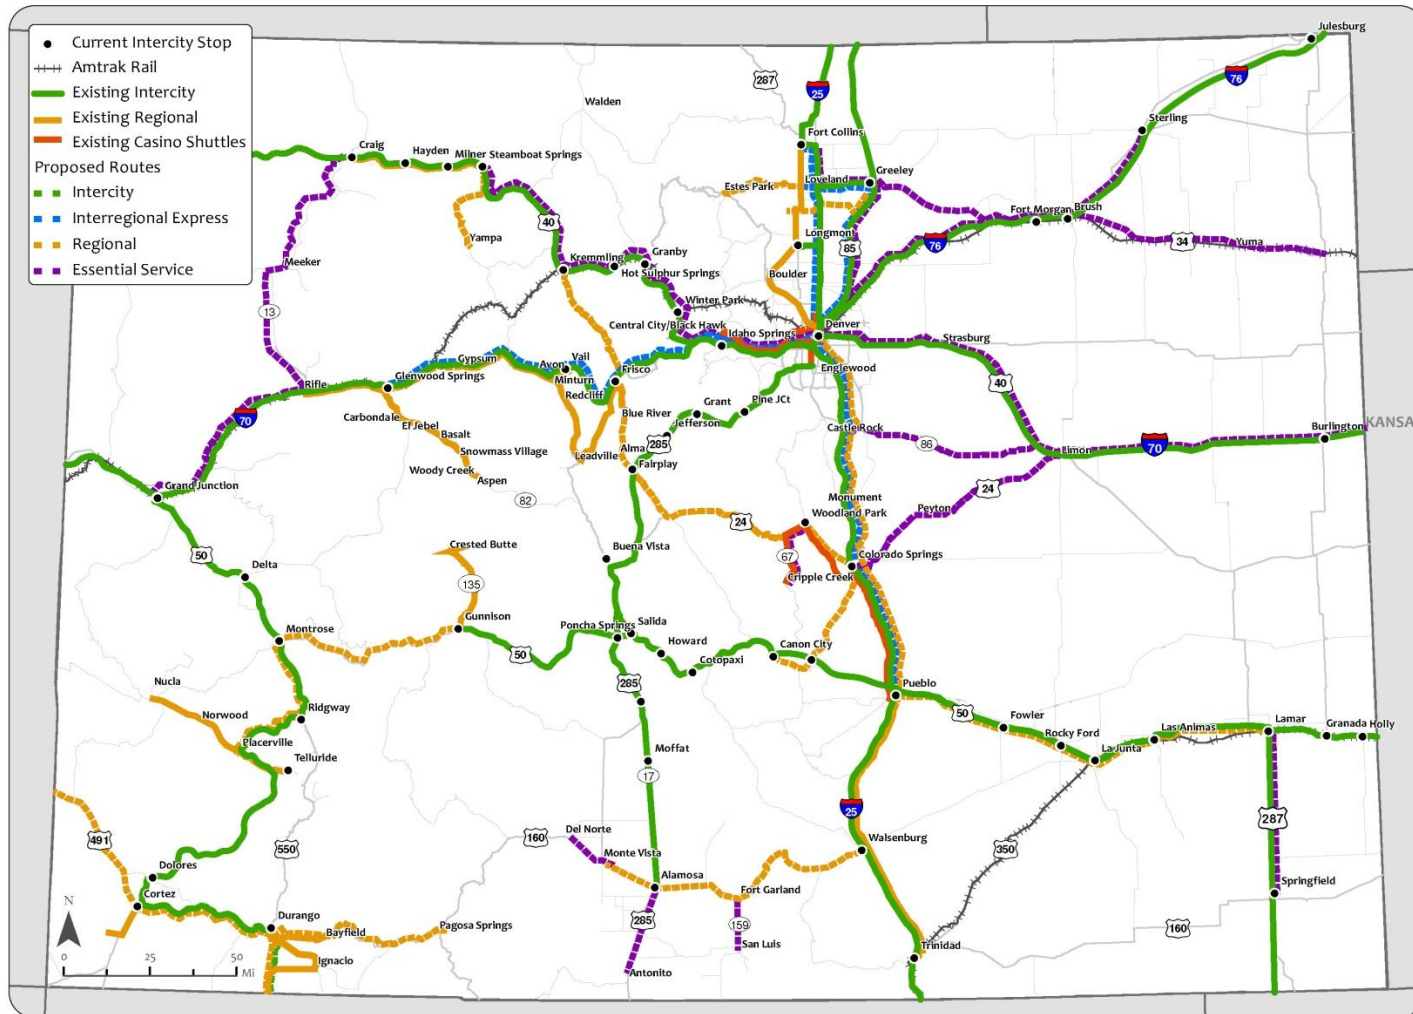 Current Intercity Stop
Amtrak Rail
Existing Intercity
Existing Regional
Existing Casino Shuttles
Proposed Routes
Intercity
Interregional Express
Regional
Essential Service
Julesburg
76
287
25
Walden
Sterling
Fort Collins
Craig
Hayden
Milner Steamboat Springs
Loveland
Greeley
Estes Park
Fort Morgan
Brush
40
Yampa
Longmont
85
76
34
Yuma
Meeker
Kremmling
Granby
Hot Sulphur Springs
Boulder
13
Winter Park
Central City/Black Hawk
Idaho Springs
Denver
Strasburg
Gypsum
Avon
Vail
Minturn
Redcliff
Frisco
Englewood
40
Rifle
Glenwood Springs
70
Carbondale
El Jebel
Basalt
Blue River
Grant
Jefferson
Pine JCt
Castle Rock
86
Burlington
KANSA
70
Limon
Snowmass Village
Woody Creek
Aspen
Leadville
Alma
285
Fairplay
82
Grand Junction
24
Monument
Woodland Park
24
Peyton
50
Delta
Crested Butte
135
Buena Vista
67
Cripple Creek
Colorado Springs
Montrose
Gunnison
50
Poncha Springs
Salida
Howard
Cotopaxi
Canon City
285
Pueblo
50
Fowler
Rocky Ford
La Junta
Las Animas
Lamar
Granada Holly
Nucla
Norwood
Ridgway
Placerville
Telluride
Moffat
17
25
287
491
550
160
Del Norte
Monte Vista
Walsenburg
350
Dolores
Cortez
Alamosa
Fort Garland
Springfield
Durango
Bayfield
Pagosa Springs
285
159
San Luis
160
Ignacio
Antonito
Trinidad
N
0
25
50
Mi